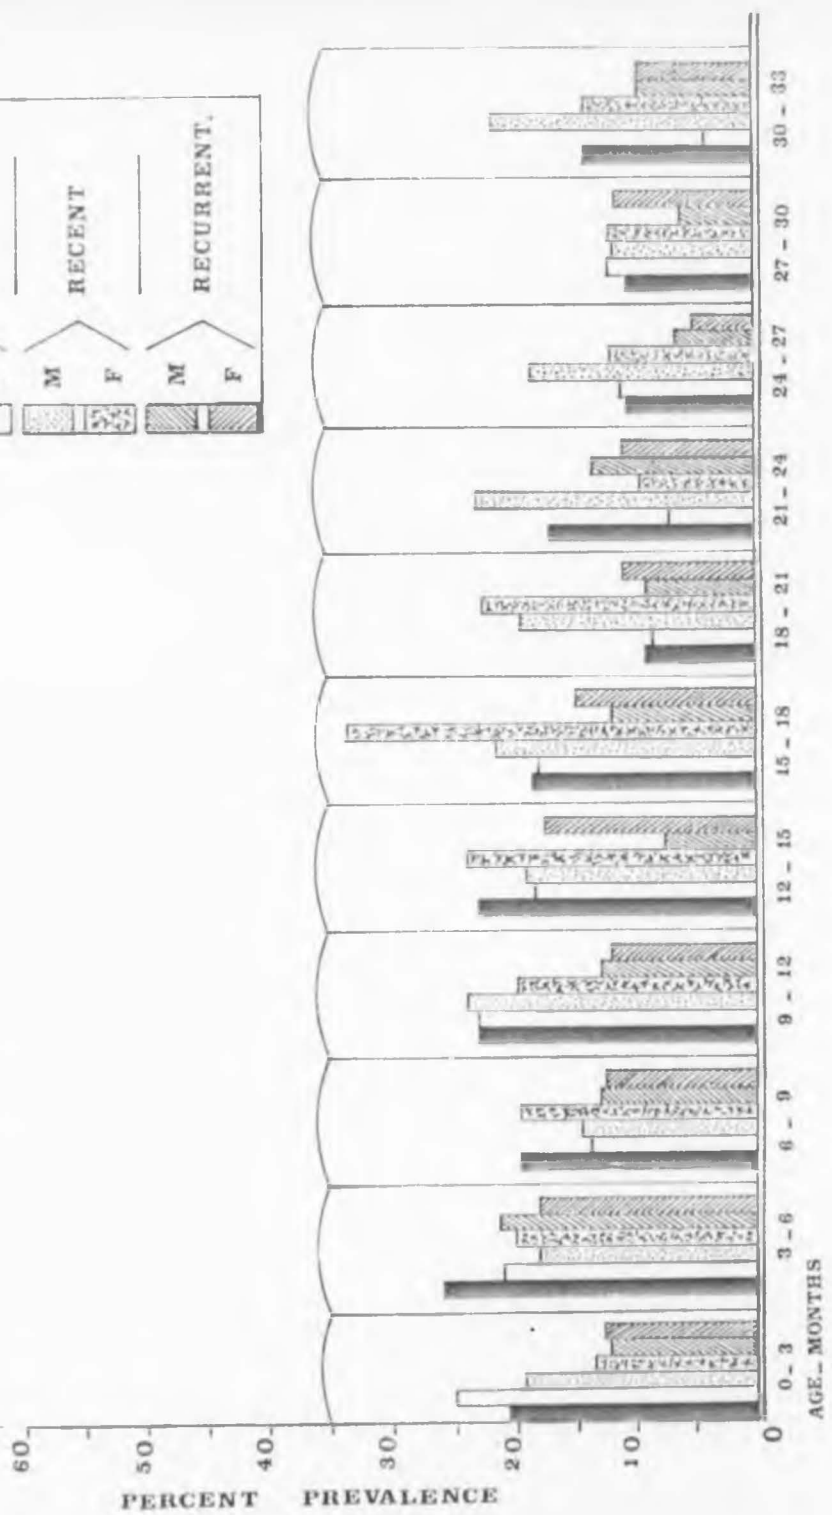 M
F
RECENT
M
F
RECURRENT.
60
50
40
30
20
10
0
PERCENT PREVALENCE
0 - 3
3 - 6
6 - 9
9 - 12
12 - 15
15 - 18
18 - 21
21 - 24
24 - 27
27 - 30
30 - 33
AGE_ MONTHS